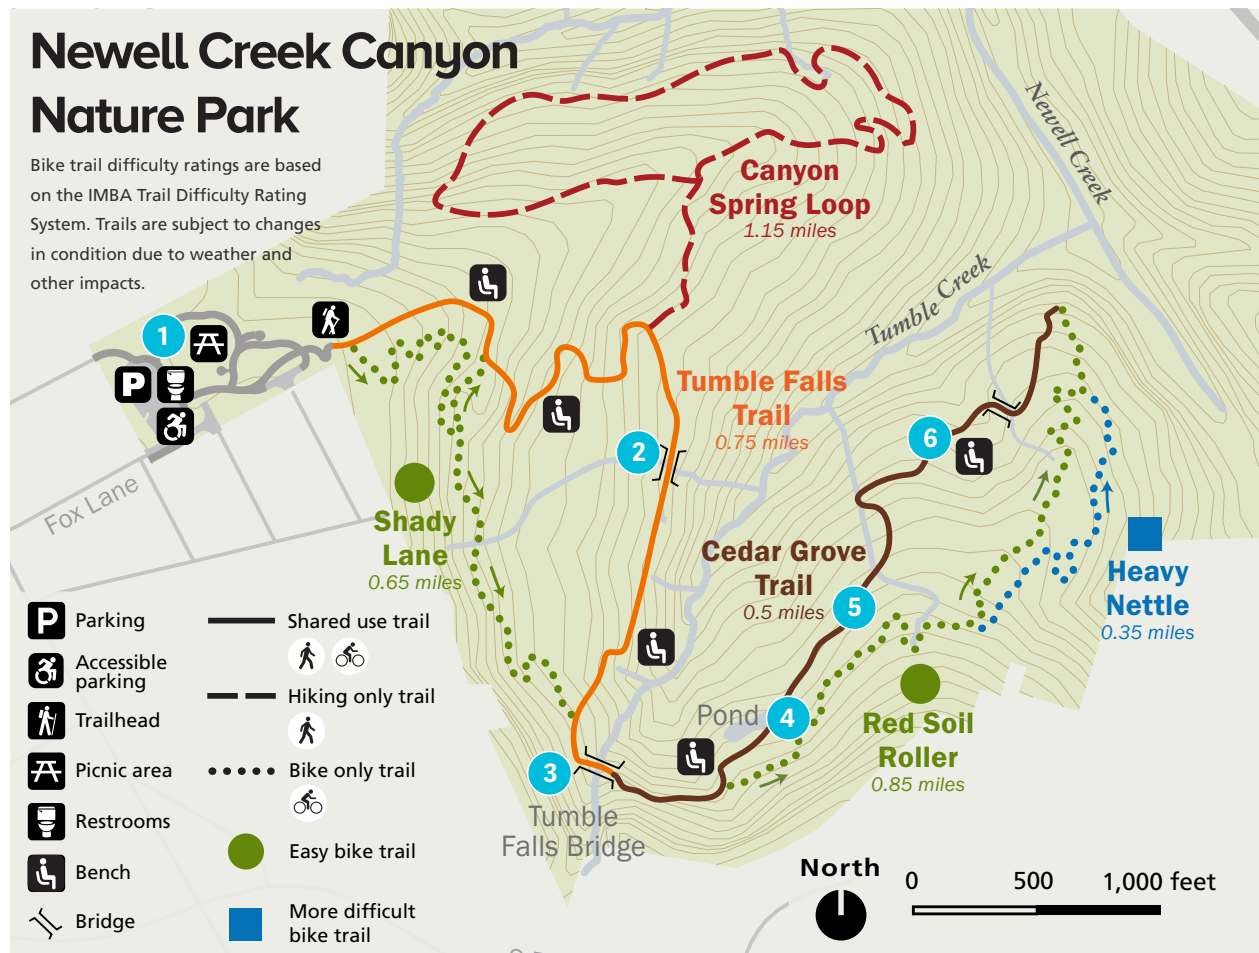 Newell Creek Canyon
Nature Park
Bike trail difficulty ratings are based
on the IMBA Trail Difficulty Rating
System. Trails are subject to changes
in condition due to weather and
other impacts.
Newell Creek
Canyon
Spring Loop
1.15 miles
Tumble Creek
1
P
Tumble Falls
Trail
0.75 miles
2
6
Fox Lane
Shady
Lane
0.65 miles
Cedar Grove
Trail
0.5 miles
5
Heavy
Nettle
0.35 miles
Pond
4
Red Soil
Roller
0.85 miles
3
Tumble
Falls Bridge
P
Parking
Accessible
parking
Trailhead
Picnic area
Restrooms
Bench
Bridge
Shared use trail
Hiking only trail
Bike only trail
Easy bike trail
More difficult
bike trail
North
0 500 1,000 feet